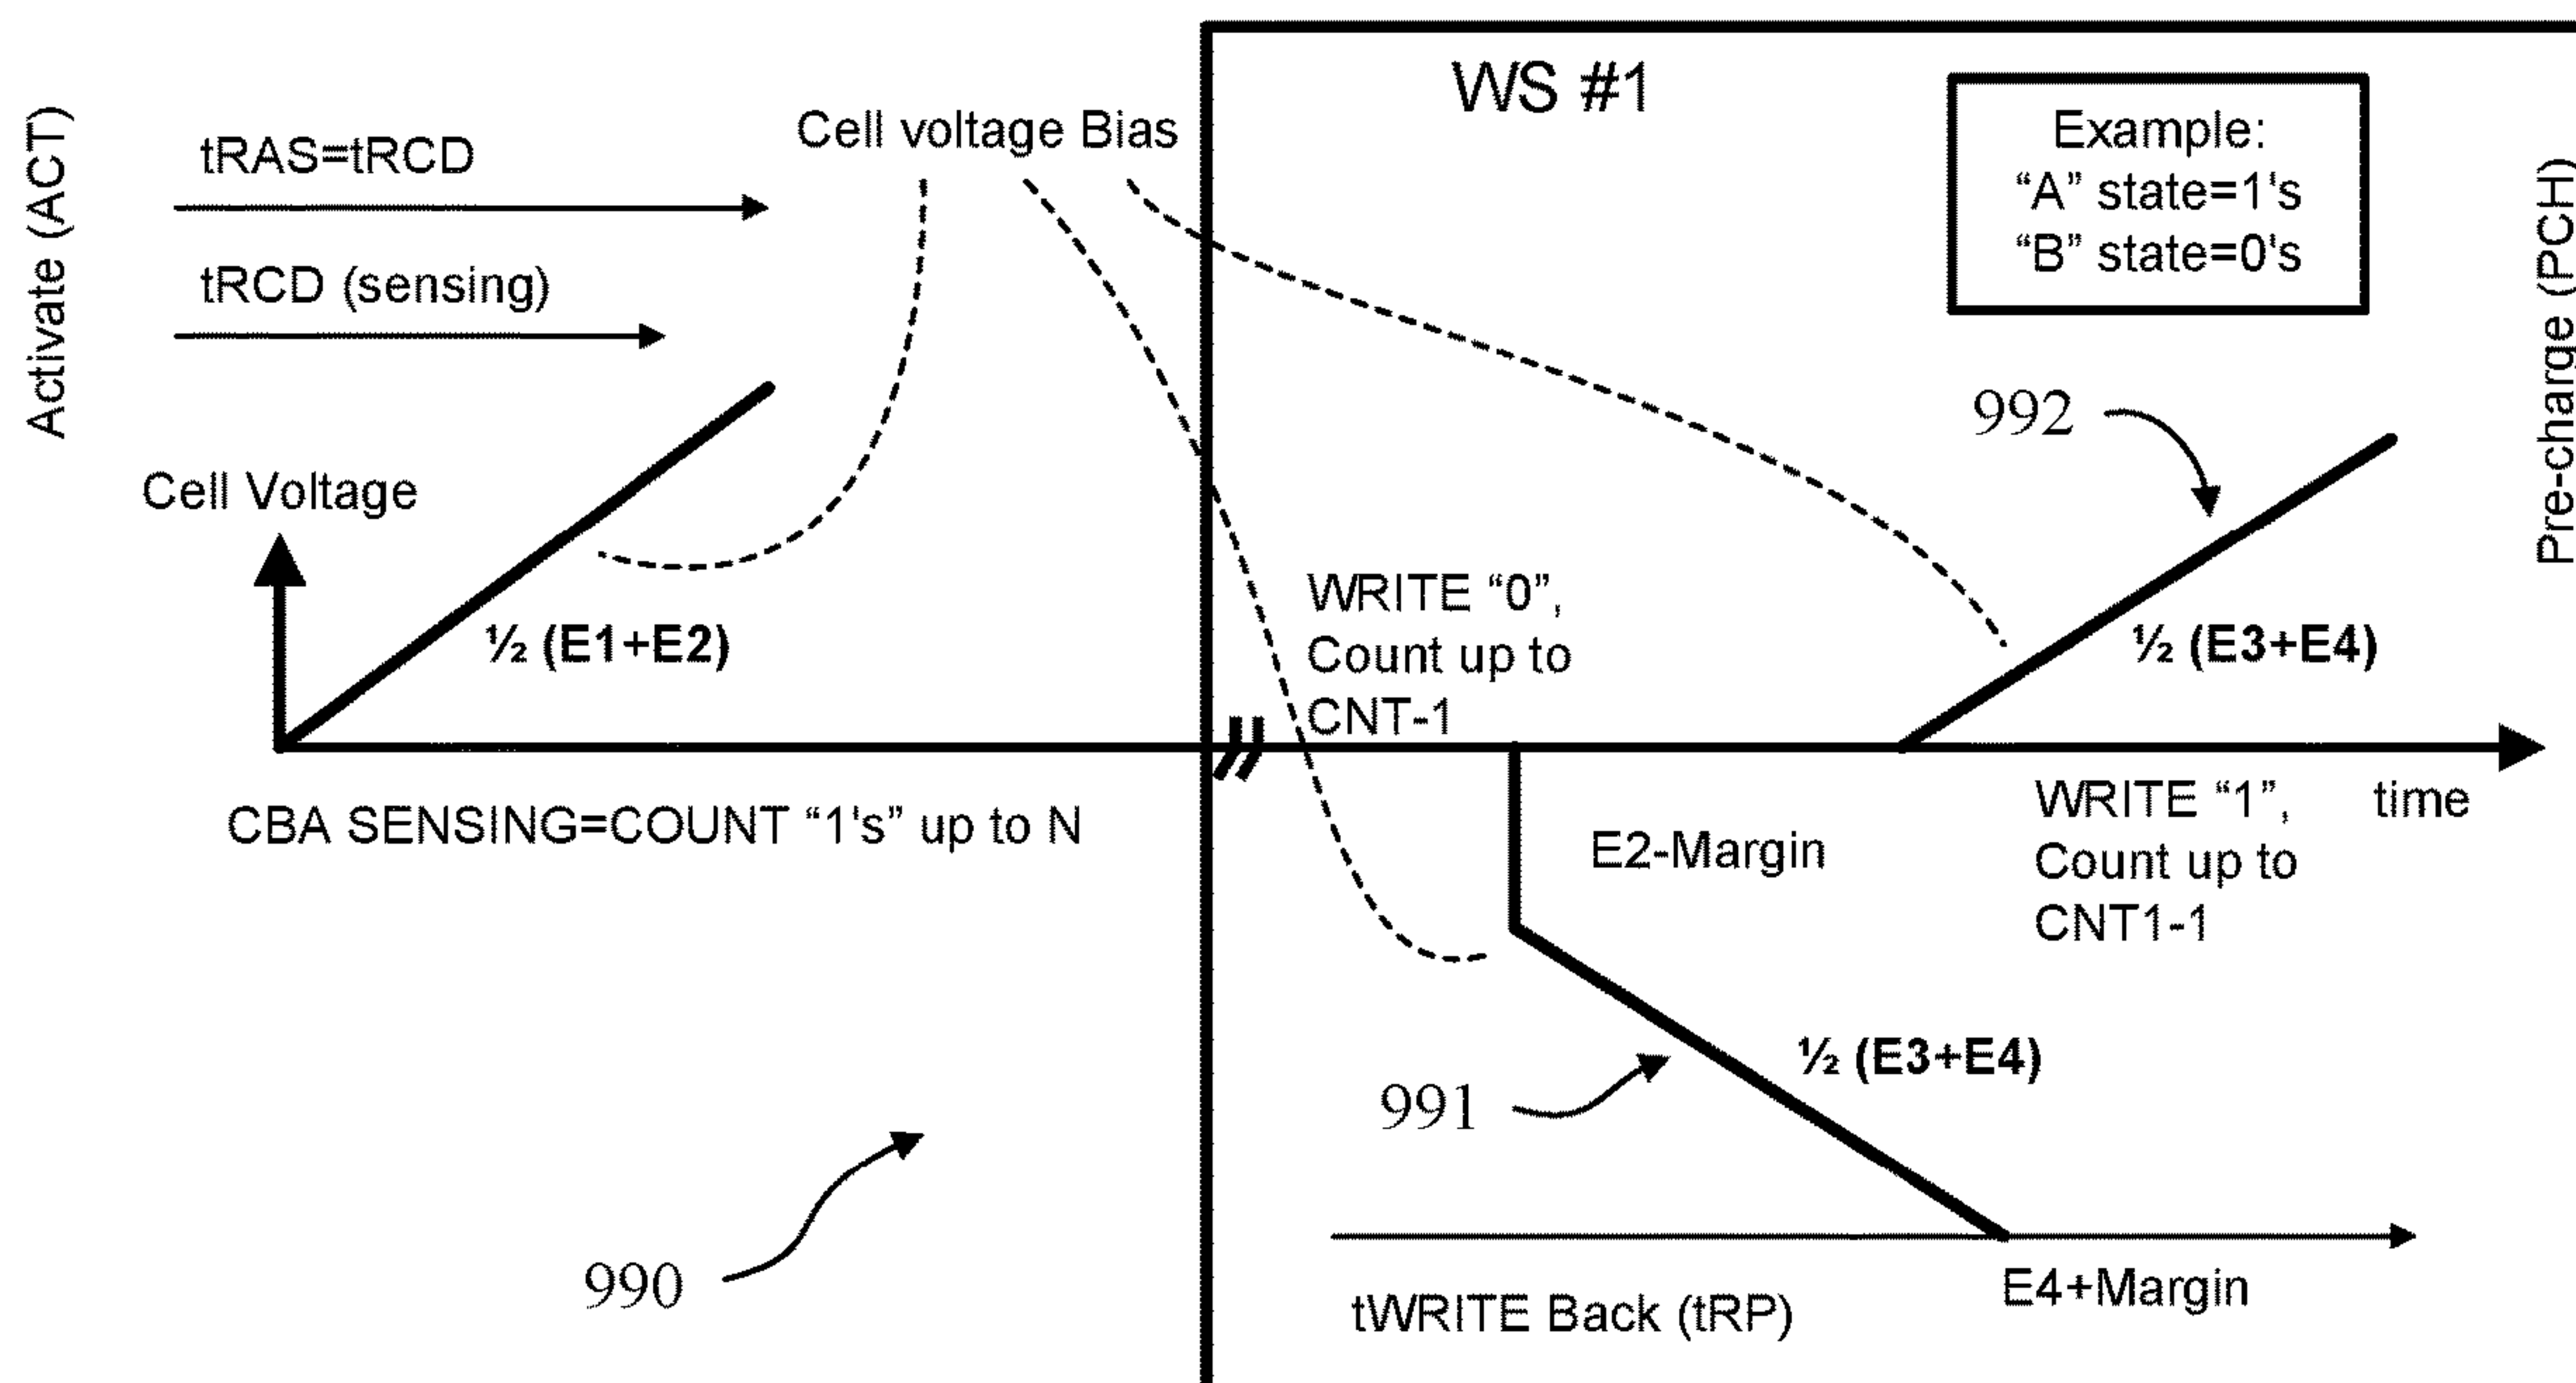 Activate (ACT)
tRAS=tRCD
tRCD (sensing)
Cell voltage Bias
WS #1
Example:
“A” state=1's
“B” state=0's
Pre-charge (PCH)
992
Cell Voltage
½ (E1+E2)
WRITE “0”,
Count up to
CNT-1
½ (E3+E4)
CBA SENSING=COUNT “1's” up to N
E2-Margin
WRITE “1”,
Count up to
CNT1-1
time
½ (E3+E4)
991
990
E4+Margin
tWRITE Back (tRP)